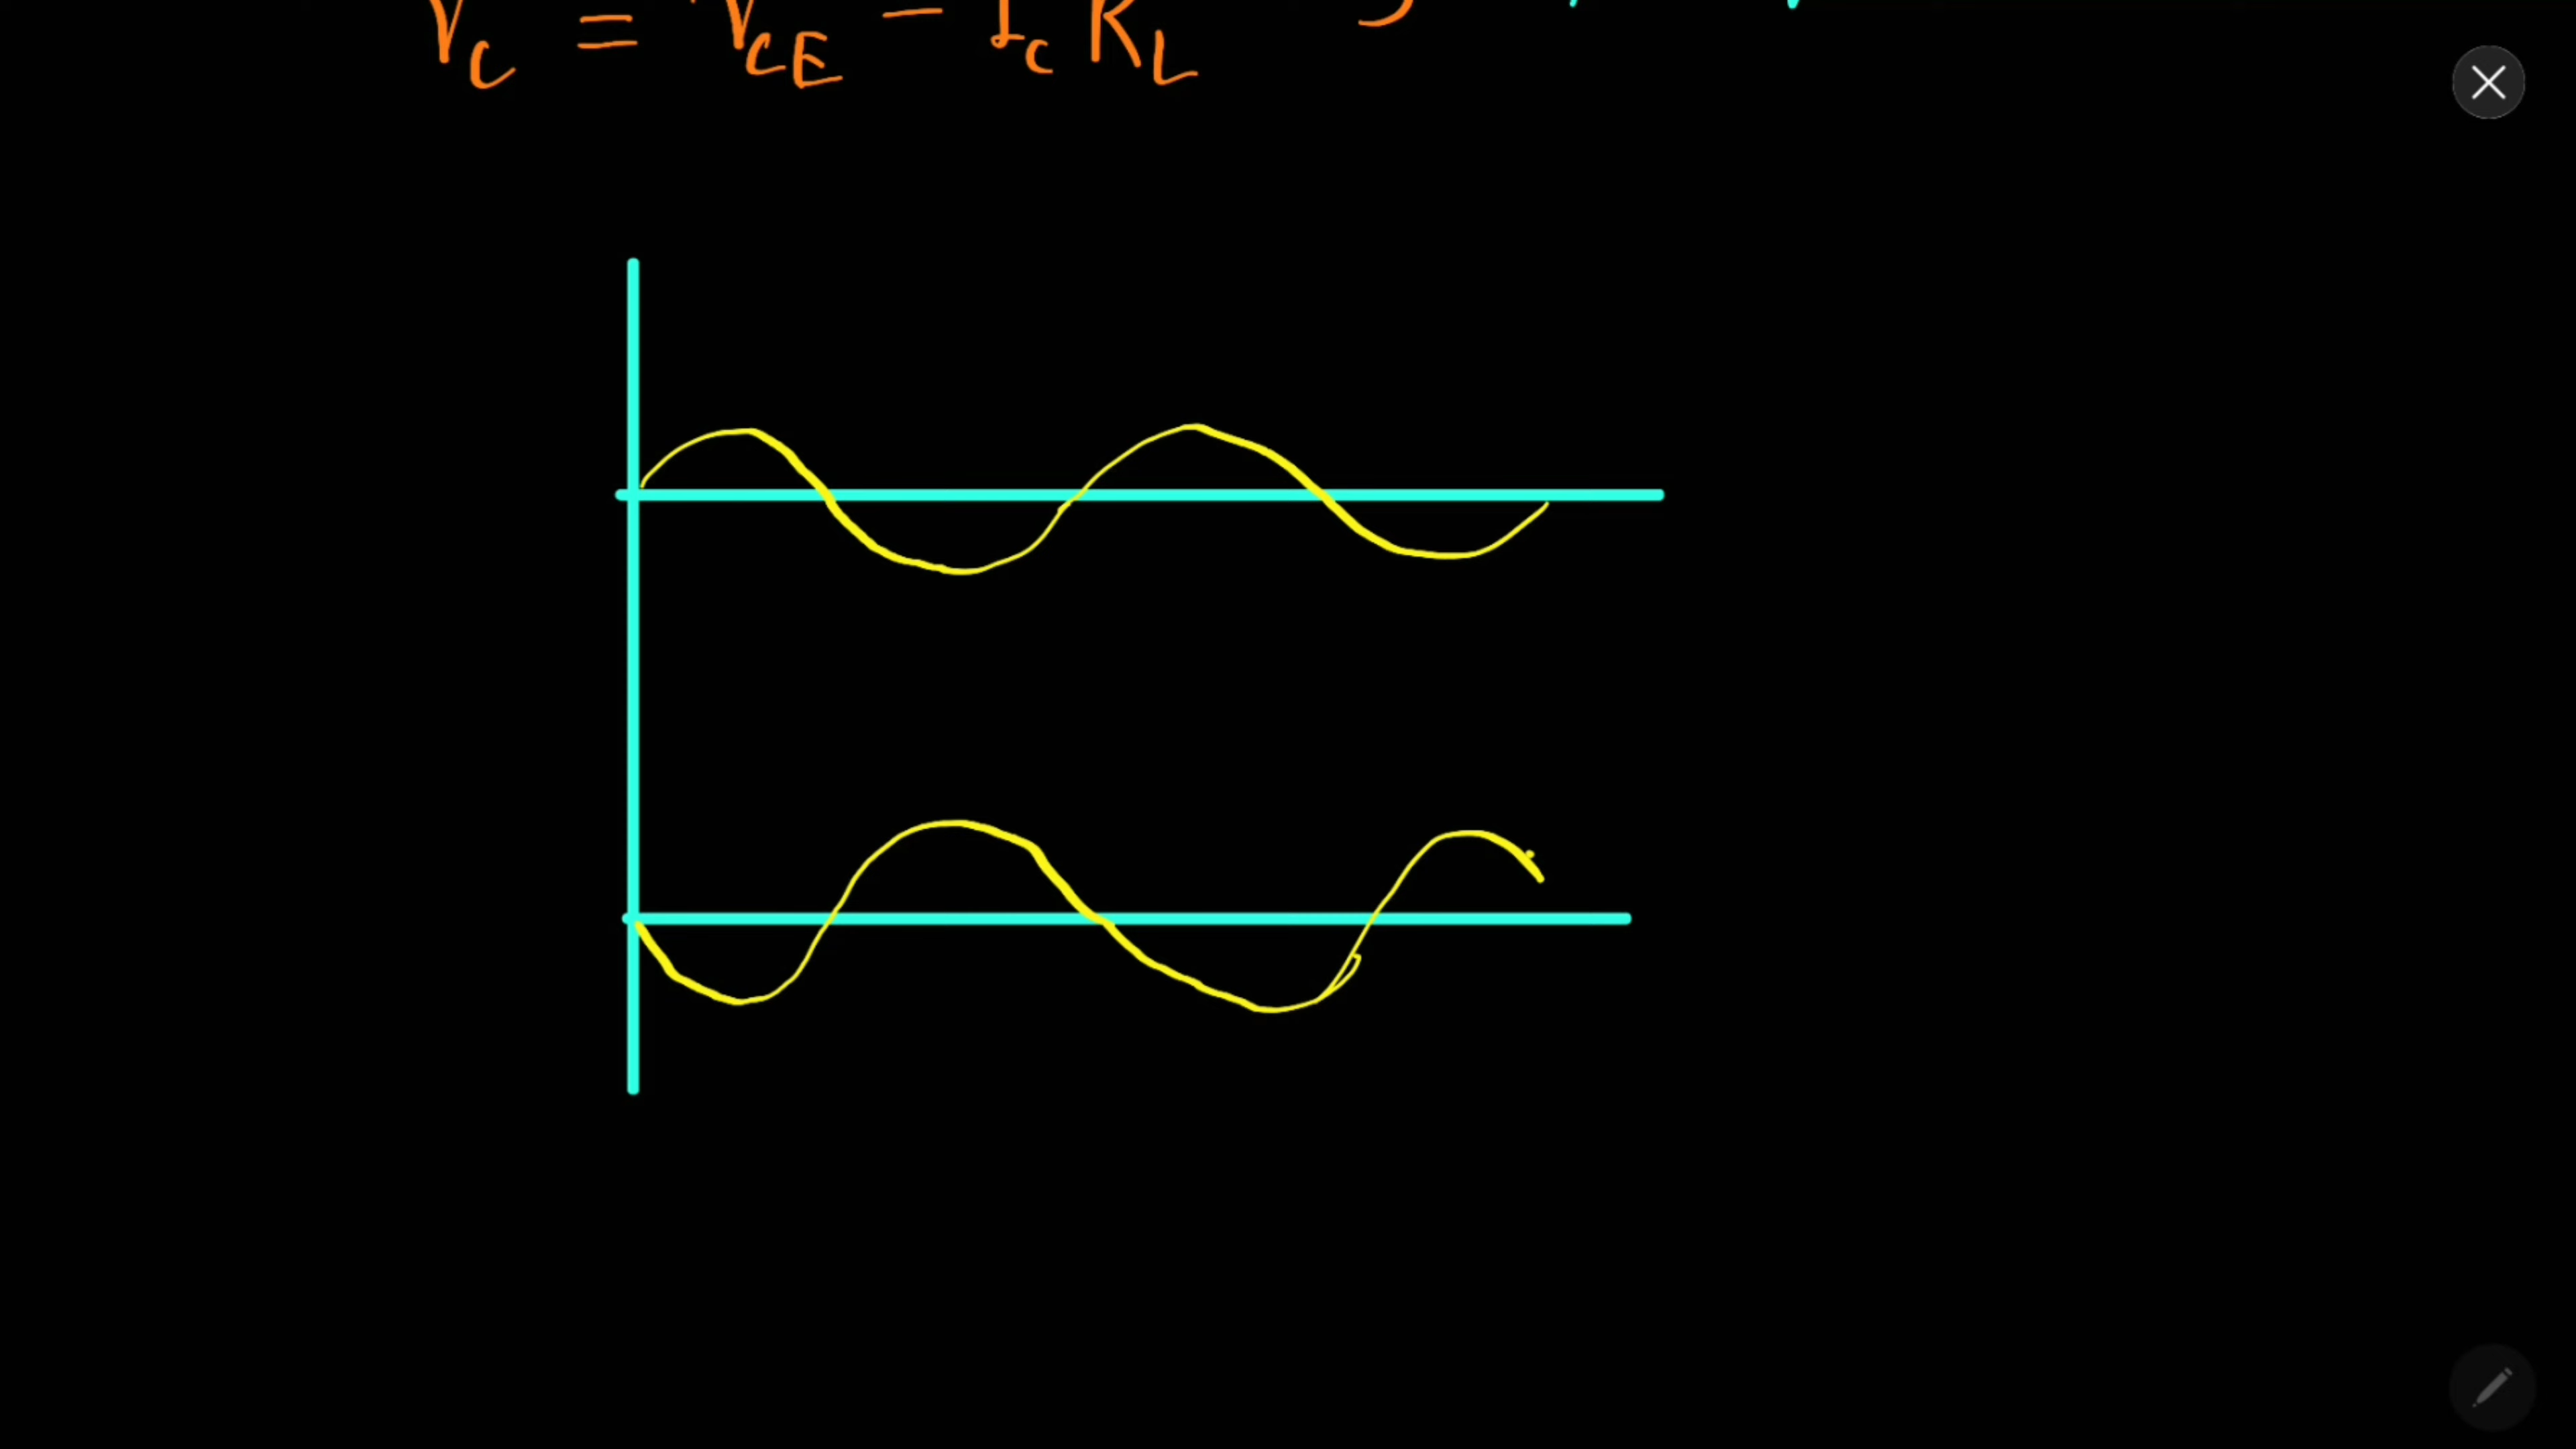 V_C = V_CE - I_C R_L